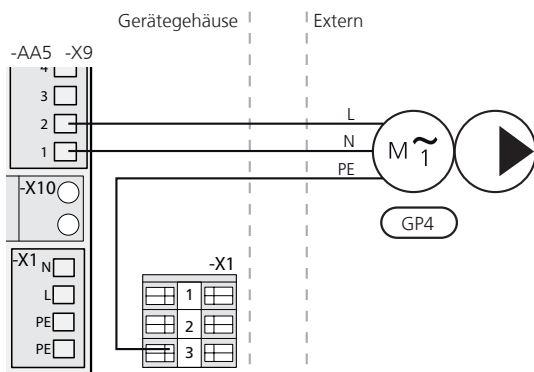 Gerätegehäuse Extern
-AA5 -X9
4
3
2
1
L
N
PE
M ~ 1
GP4
-X10
-X1 N
L
PE
PE
-X1
1
2
3